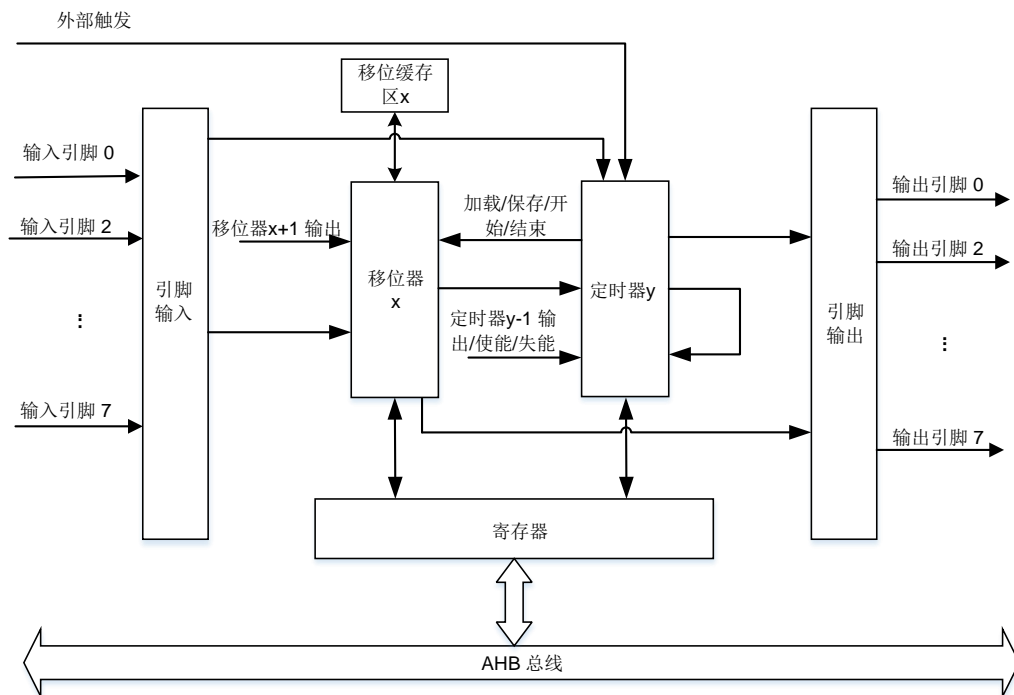 外部触发
移位缓存
区x
输入引脚 0
输入引脚 2
⋮
输入引脚 7
引脚
输入
移位器x+1 输出
移位器
x
加载/保存/开
始/结束
定时器y-1 输
出/使能/失能
定时器y
引脚
输出
输出引脚 0
输出引脚 2
⋮
输出引脚 7
寄存器
AHB 总线